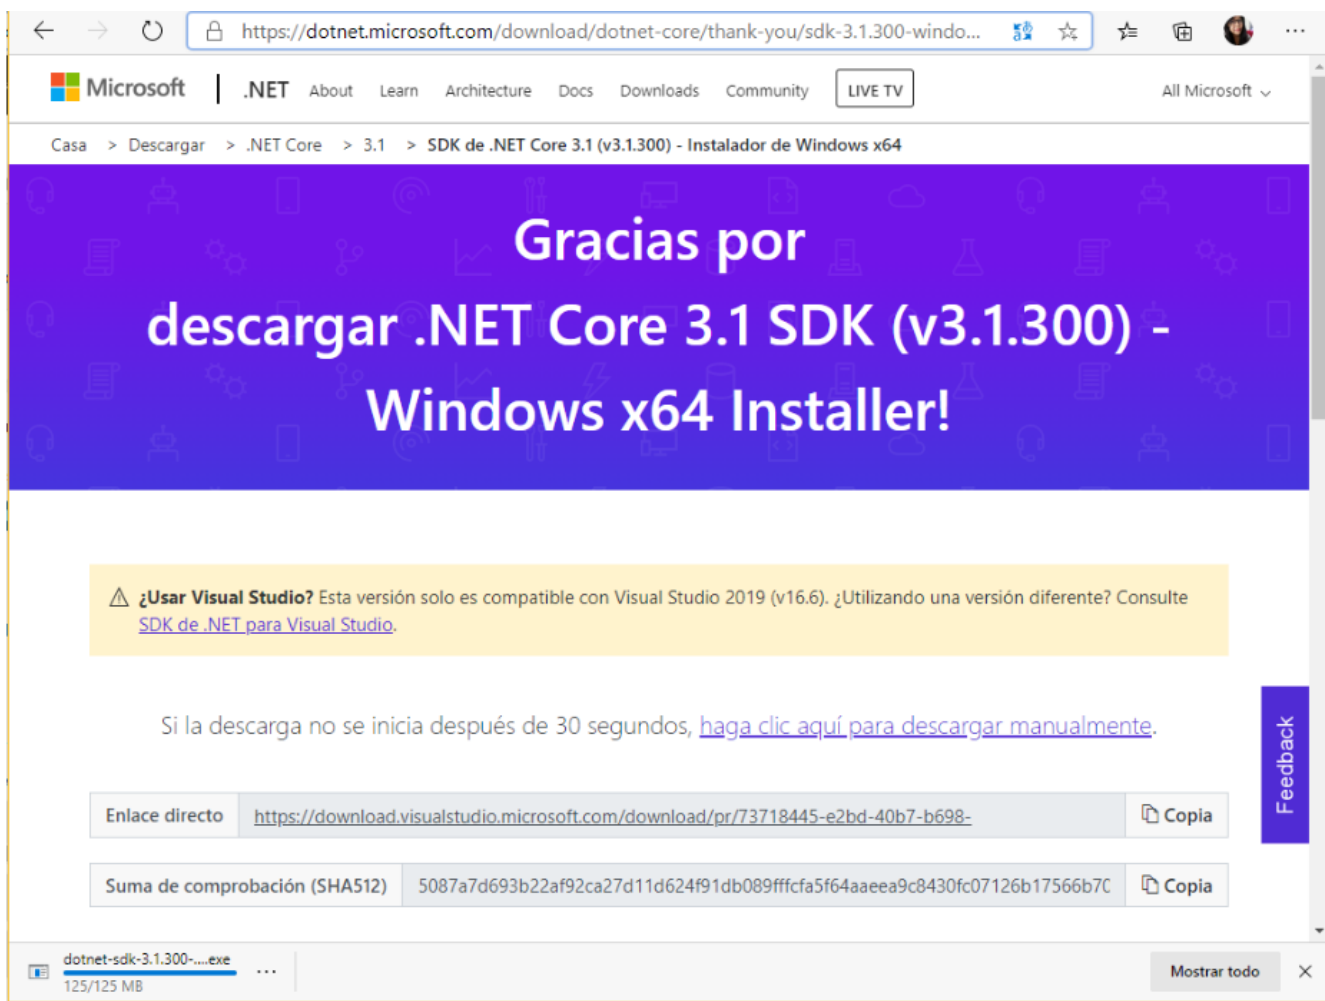 https://dotnet.microsoft.com/download/dotnet-core/thank-you/sdk-3.1.300-windo...
Microsoft | .NET About Learn Architecture Docs Downloads Community LIVE TV All Microsoft
Casa > Descargar > .NET Core > 3.1 > SDK de .NET Core 3.1 (v3.1.300) - Instalador de Windows x64
Gracias por
descargar .NET Core 3.1 SDK (v3.1.300) -
Windows x64 Installer!
¿Usar Visual Studio? Esta versión solo es compatible con Visual Studio 2019 (v16.6). ¿Utilizando una versión diferente? Consulte
SDK de .NET para Visual Studio.
Si la descarga no se inicia después de 30 segundos, haga clic aquí para descargar manualmente.
Feedback
Enlace directo https://download.visualstudio.microsoft.com/download/pr/73718445-e2bd-40b7-b698- Copia
Suma de comprobación (SHA512) 5087a7d693b22af92ca27d11d624f91db089fffcfa5f64aaeea9c8430fc07126b17566b70 Copia
dotnet-sdk-3.1.300-....exe
125/125 MB
Mostrar todo